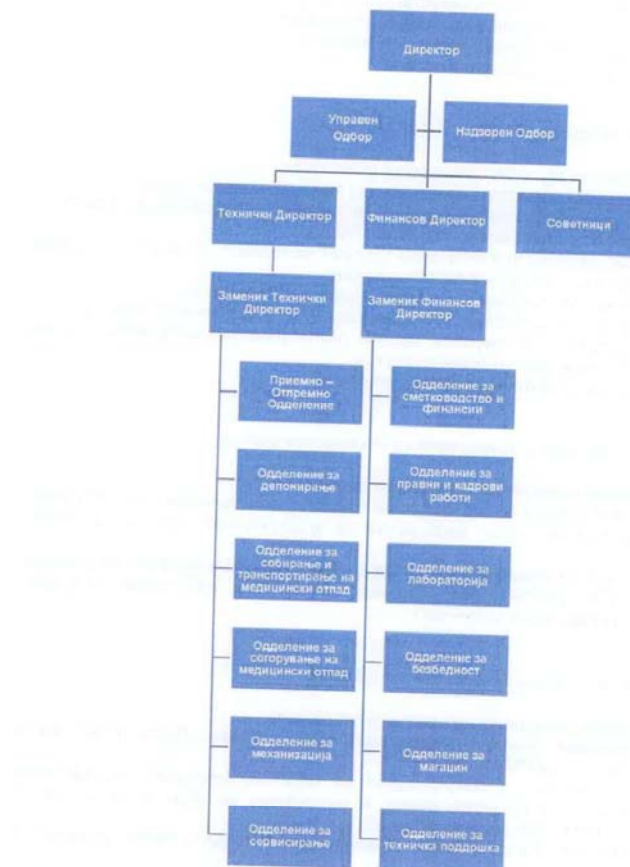 Директор
Управен
Одбор
Надзорен Одбор
Технички Директор
Финансов Директор
Советници
Заменик Технички
Директор
Заменик Финансов
Директор
Приемно –
Отпремно
Одделение
Одделение за
сметководство и
финансии
Одделение за
депонирање
Одделение за
правни и кадрови
работи
Одделение за
собирање и
транспортирање на
медицински отпад
Одделение за
лабораторија
Одделение за
согорување на
медицински отпад
Одделение за
безбедност
Одделение за
механизација
Одделение за
магацин
Одделение за
сервисирање
Одделение за
техничка поддршка